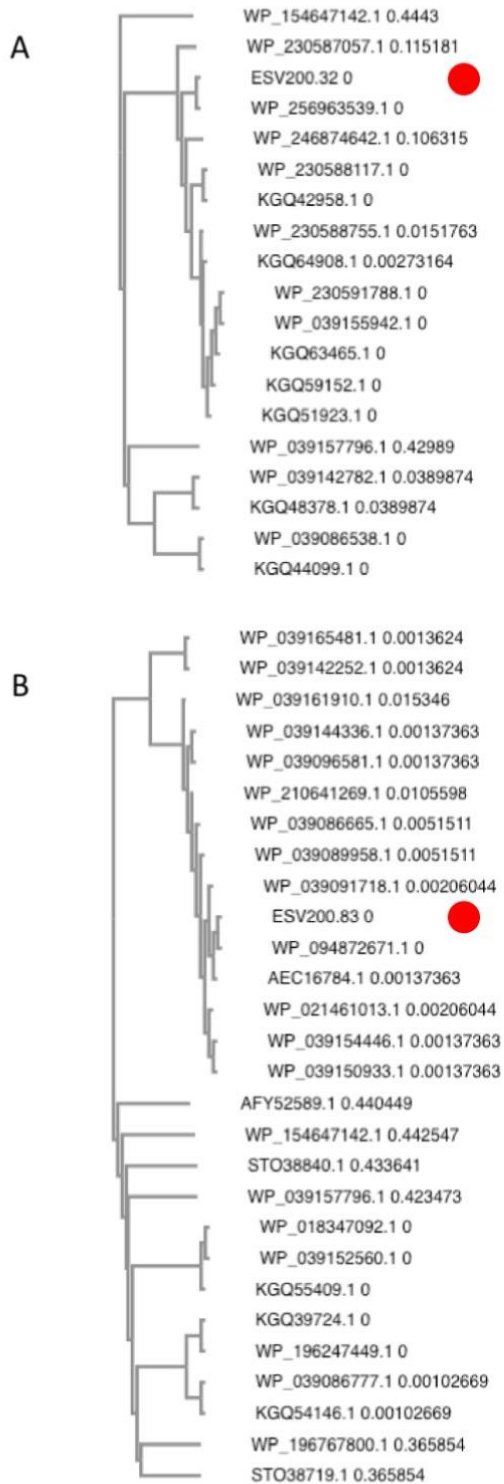 A
WP_154647142.1 0.4443
WP_230587057.1 0.115181
ESV200.32 0
WP_256963539.1 0
WP_246874642.1 0.106315
WP_230588117.1 0
KGQ42958.1 0
WP_230588755.1 0.0151763
KGQ64908.1 0.00273164
WP_230591788.1 0
WP_039155942.1 0
KGQ63465.1 0
KGQ59152.1 0
KGQ51923.1 0
WP_039157796.1 0.42989
WP_039142782.1 0.0389874
KGQ48378.1 0.0389874
WP_039086538.1 0
KGQ44099.1 0
B
WP_039165481.1 0.0013624
WP_039142252.1 0.0013624
WP_039161910.1 0.015346
WP_039144336.1 0.00137363
WP_039096581.1 0.00137363
WP_210641269.1 0.0105598
WP_039086665.1 0.0051511
WP_039089958.1 0.0051511
WP_039091718.1 0.00206044
ESV200.83 0
WP_094872671.1 0
AEC16784.1 0.00137363
WP_021461013.1 0.00206044
WP_039154446.1 0.00137363
WP_039150933.1 0.00137363
AFY52589.1 0.440449
WP_154647142.1 0.442547
STO38840.1 0.433641
WP_039157796.1 0.423473
WP_018347092.1 0
WP_039152560.1 0
KGQ55409.1 0
KGQ39724.1 0
WP_196247449.1 0
WP_039086777.1 0.00102669
KGQ54146.1 0.00102669
WP_196767800.1 0.365854
STO38719.1 0.365854